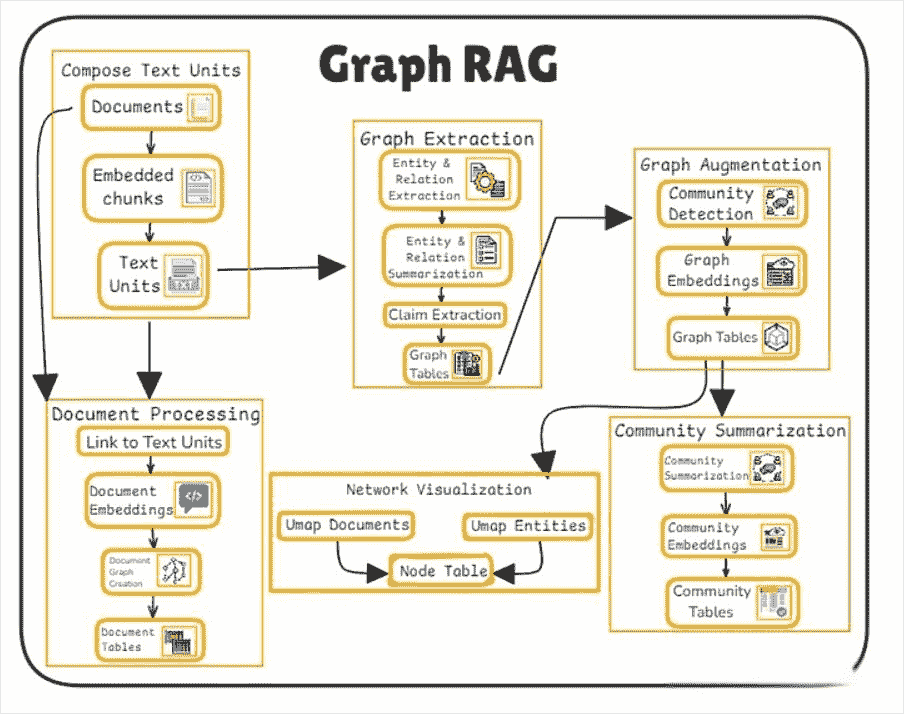 Graph RAG
Compose Text Units
Documents
Embedded
chunks
Text
Units
Graph Extraction
Entity &
Relation
Extraction
Entity &
Relation
Summarization
Claim Extraction
Graph
Tables
Graph Augmentation
Community
Detection
Graph
Embeddings
Graph Tables
Document Processing
Link to Text Units
Document
Embeddings
Document
Graph
Creation
Document
Tables
Network Visualization
Umap Documents
Umap Entities
Node Table
Community Summarization
Community
Summarization
Community
Embeddings
Community
Tables